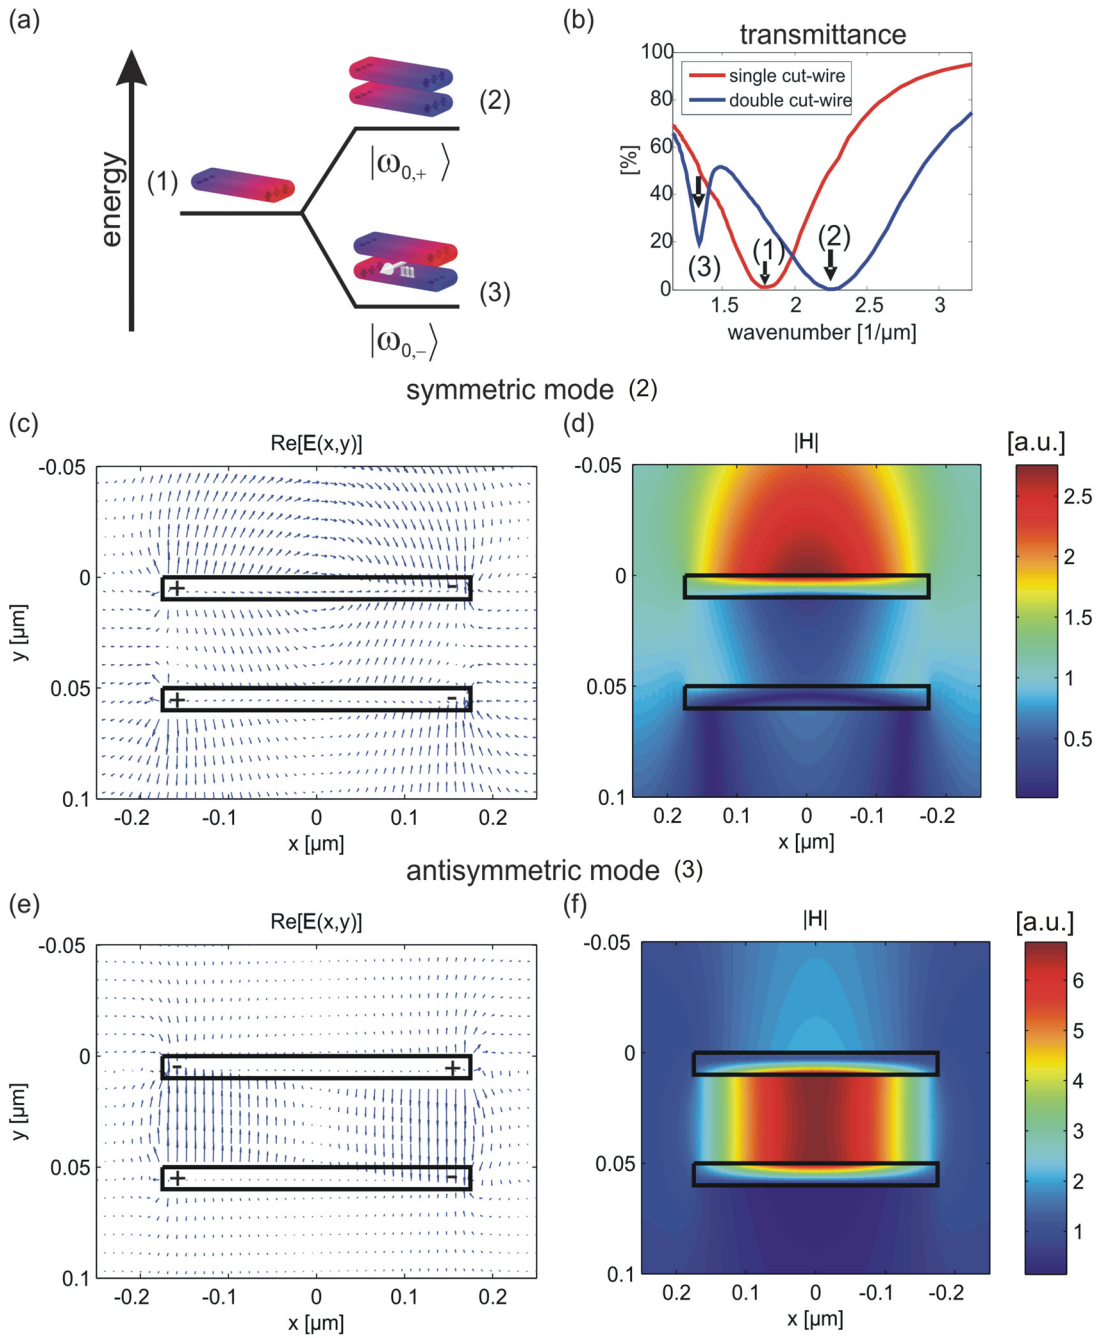 (a)
energy
(1)
(2)
|ω0,+ ⟩
m
(3)
|ω0,−⟩
(b)
transmittance
single cut-wire
double cut-wire
[%]
100
80
60
40
20
0
(3)
(1)
(2)
1.5 2 2.5 3
wavenumber [1/µm]
symmetric mode (2)
(c)
Re[E(x,y)]
-0.05
0
0.05
0.1
y [µm]
+ -
+ -
-0.2 -0.1 0 0.1 0.2
x [µm]
(d)
|H|
[a.u.]
-0.05
0
0.05
0.1
0.2 0.1 0 -0.1 -0.2
x [µm]
2.5
2
1.5
1
0.5
antisymmetric mode (3)
(e)
Re[E(x,y)]
-0.05
0
0.05
0.1
y [µm]
- +
+ -
-0.2 -0.1 0 0.1 0.2
x [µm]
(f)
|H|
[a.u.]
-0.05
0
0.05
0.1
0.2 0.1 0 -0.1 -0.2
x [µm]
6
5
4
3
2
1